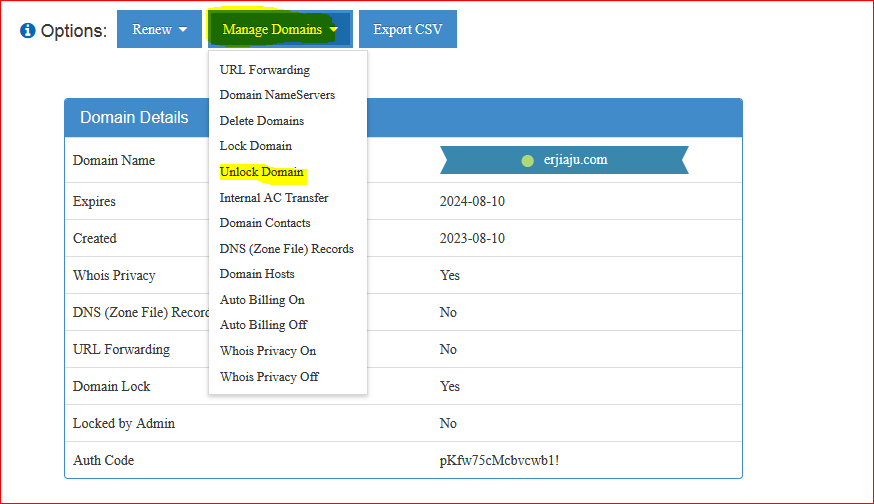 Options: Renew Manage Domains Export CSV
URL Forwarding
Domain NameServers
Delete Domains
Lock Domain
Unlock Domain
Internal AC Transfer
Domain Contacts
DNS (Zone File) Records
Domain Hosts
Auto Billing On
Auto Billing Off
Whois Privacy On
Whois Privacy Off
Domain Details
Domain Name erjiaju.com
Expires 2024-08-10
Created 2023-08-10
Whois Privacy Yes
DNS (Zone File) Record No
URL Forwarding No
Domain Lock Yes
Locked by Admin No
Auth Code pKfw75cMcbvcwb1!